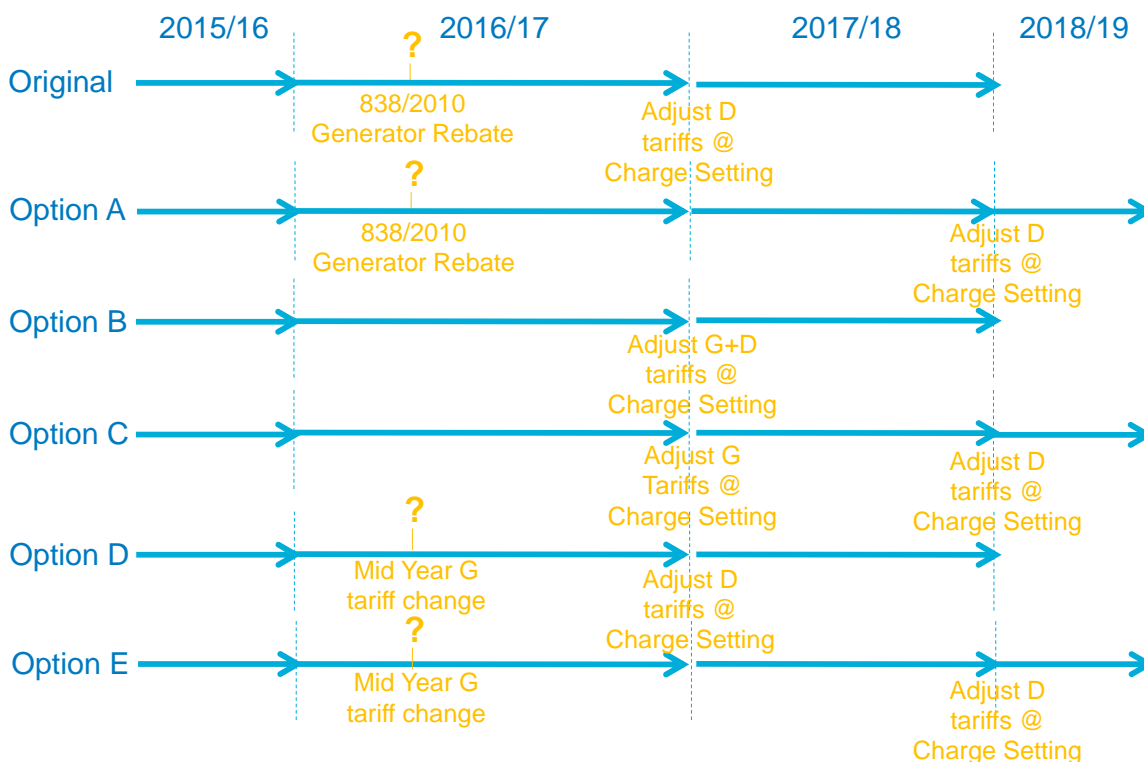 2015/16 2016/17 2017/18 2018/19
Original
?
838/2010
Generator Rebate
Adjust D
tariffs @
Charge Setting
Option A
?
838/2010
Generator Rebate
Adjust D
tariffs @
Charge Setting
Option B
Adjust G+D
tariffs @
Charge Setting
Option C
Adjust G
Tariffs @
Charge Setting
Adjust D
tariffs @
Charge Setting
Option D
?
Mid Year G
tariff change
Adjust D
tariffs @
Charge Setting
Option E
?
Mid Year G
tariff change
Adjust D
tariffs @
Charge Setting